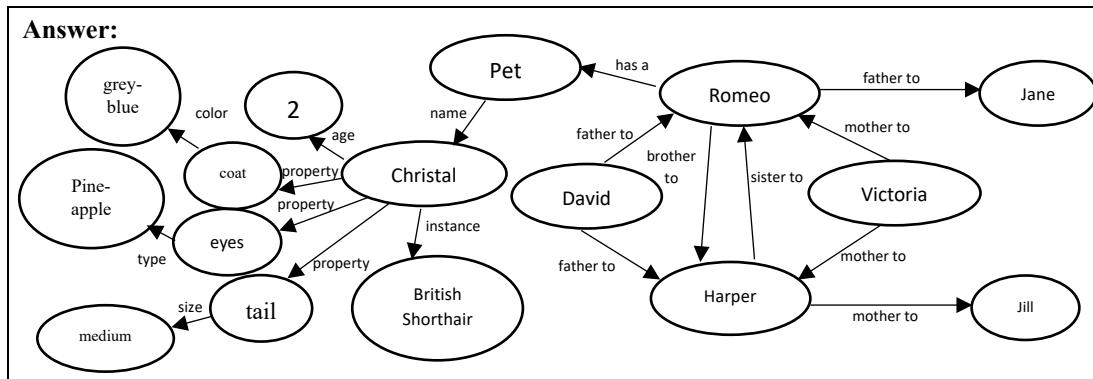 Answer:
grey-
blue
color
2
age
Pet
name
has a
Romeo
father to
Jane
Pine-
apple
type
coat
property
property
eyes
Christal
instance
property
British
Shorthair
tail
size
medium
father to
David
father to
brother
to
sister to
mother to
Victoria
mother to
Harper
mother to
Jill